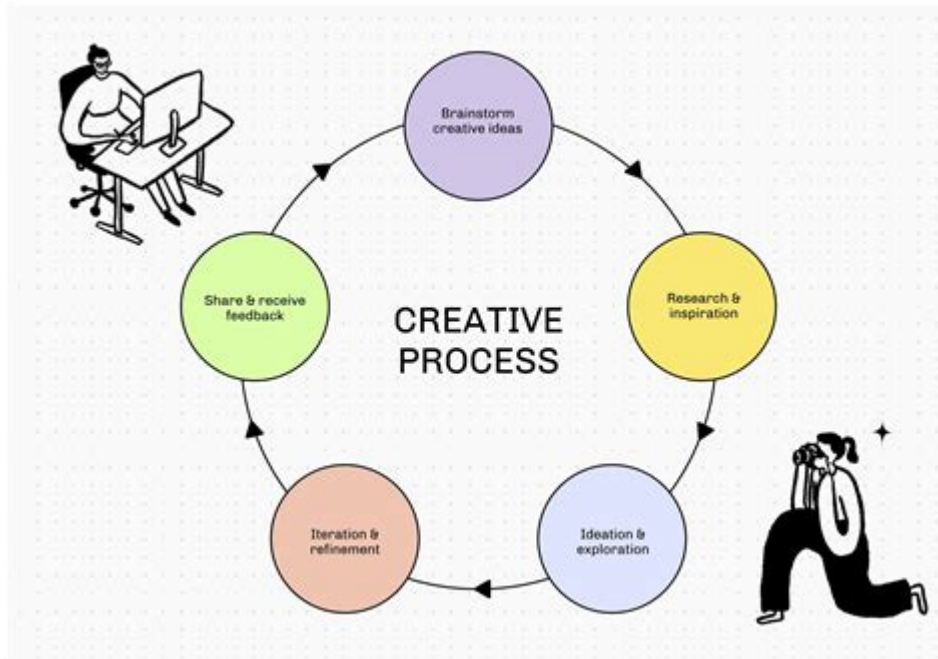 Brainstorm
creative ideas
Research &
inspiration
Ideation &
exploration
Iteration &
refinement
Share & receive
feedback
CREATIVE
PROCESS